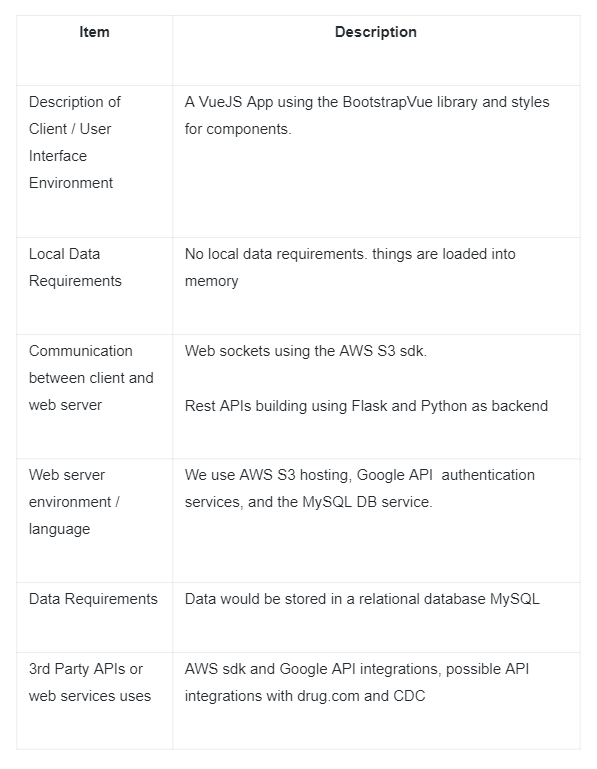 Item
Description
Description of
Client / User
Interface
Environment
A VueJS App using the BootstrapVue library and styles
for components.
Local Data
Requirements
No local data requirements. things are loaded into
memory
Communication
between client and
web server
Web sockets using the AWS S3 sdk.
Rest APIs building using Flask and Python as backend
Web server
environment /
language
We use AWS S3 hosting, Google API  authentication
services, and the MySQL DB service.
Data Requirements
Data would be stored in a relational database MySQL
3rd Party APIs or
web services uses
AWS sdk and Google API integrations, possible API
integrations with drug.com and CDC